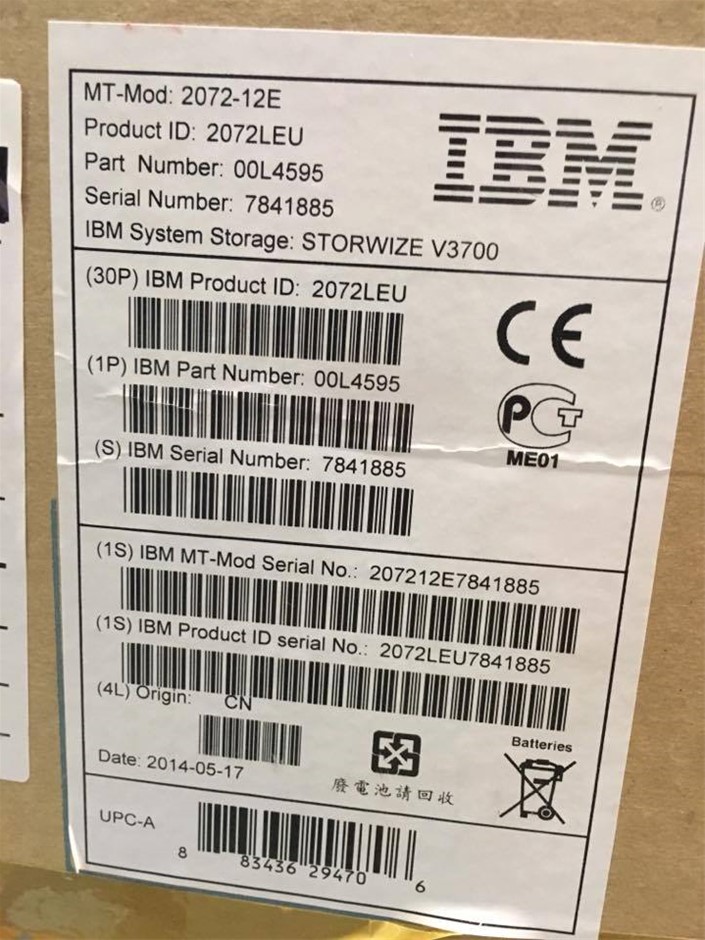 MT-Mod: 2072-12E
Product ID: 2072LEU
Part Number: 00L4595
Serial Number: 7841885
IBM System Storage: STORWIZE V3700
IBM®
(30P) IBM Product ID: 2072LEU
(1P) IBM Part Number: 00L4595
(S) IBM Serial Number: 7841885
CE
PCT
ME01
(1S) IBM MT-Mod Serial No.: 207212E7841885
(1S) IBM Product ID serial No.: 2072LEU7841885
(4L) Origin: CN
Date: 2014-05-17
廢電池請回收
Batteries
UPC-A
8 83436 29470 6